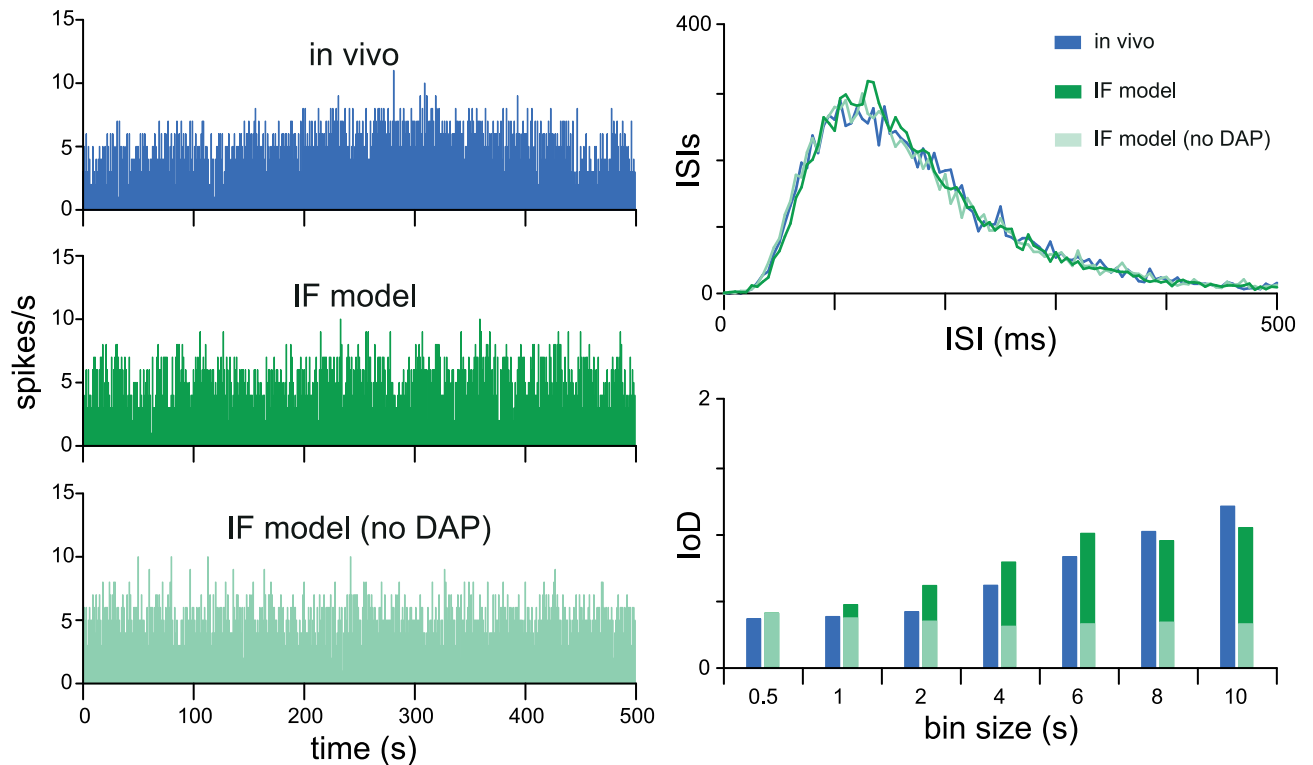 15
10
5
0
in vivo
15
10
5
0
IF model
spikes/s
15
10
5
0
IF model (no DAP)
0 100 200 300 400 500
time (s)
400
ISIs
0
0 500
ISI (ms)
in vivo
IF model
IF model (no DAP)
2
IoD
0
0.5 1 2 4 6 8 10
bin size (s)